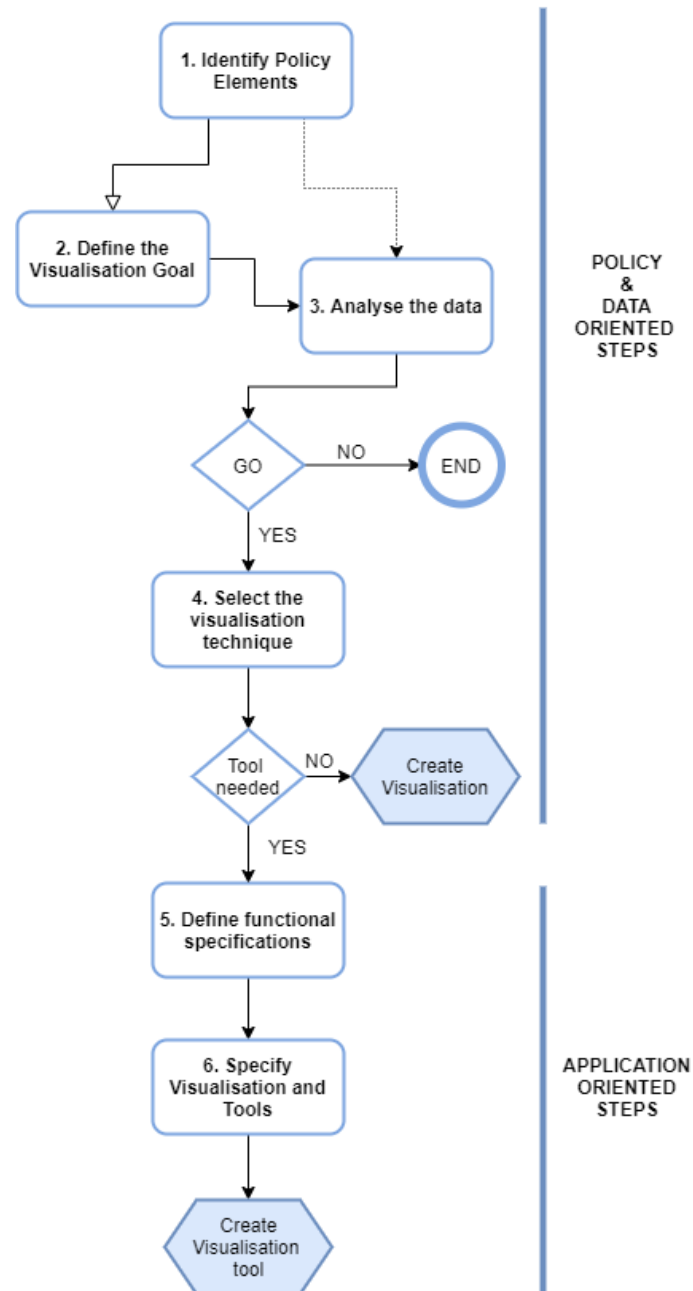 1. Identify Policy
Elements
2. Define the
Visualisation Goal
3. Analyse the data
POLICY
&
DATA
ORIENTED
STEPS
GO
NO
END
YES
4. Select the
visualisation
technique
Tool
needed
NO
Create
Visualisation
YES
5. Define functional
specifications
6. Specify
Visualisation and
Tools
APPLICATION
ORIENTED
STEPS
Create
Visualisation
tool